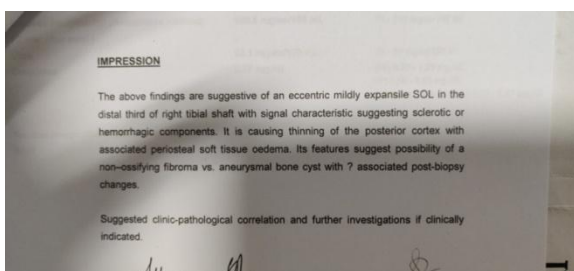 IMPRESSION
The above findings are suggestive of an eccentric mildly expansile SOL in the
distal third of right tibial shaft with signal characteristic suggesting sclerotic or
hemorrhagic components. It is causing thinning of the posterior cortex with
associated periosteal soft tissue oedema. Its features suggest possibility of a
non–ossifying fibroma vs. aneurysmal bone cyst with ? associated post-biopsy
changes.
Suggested clinic-pathological correlation and further investigations if clinically
indicated.